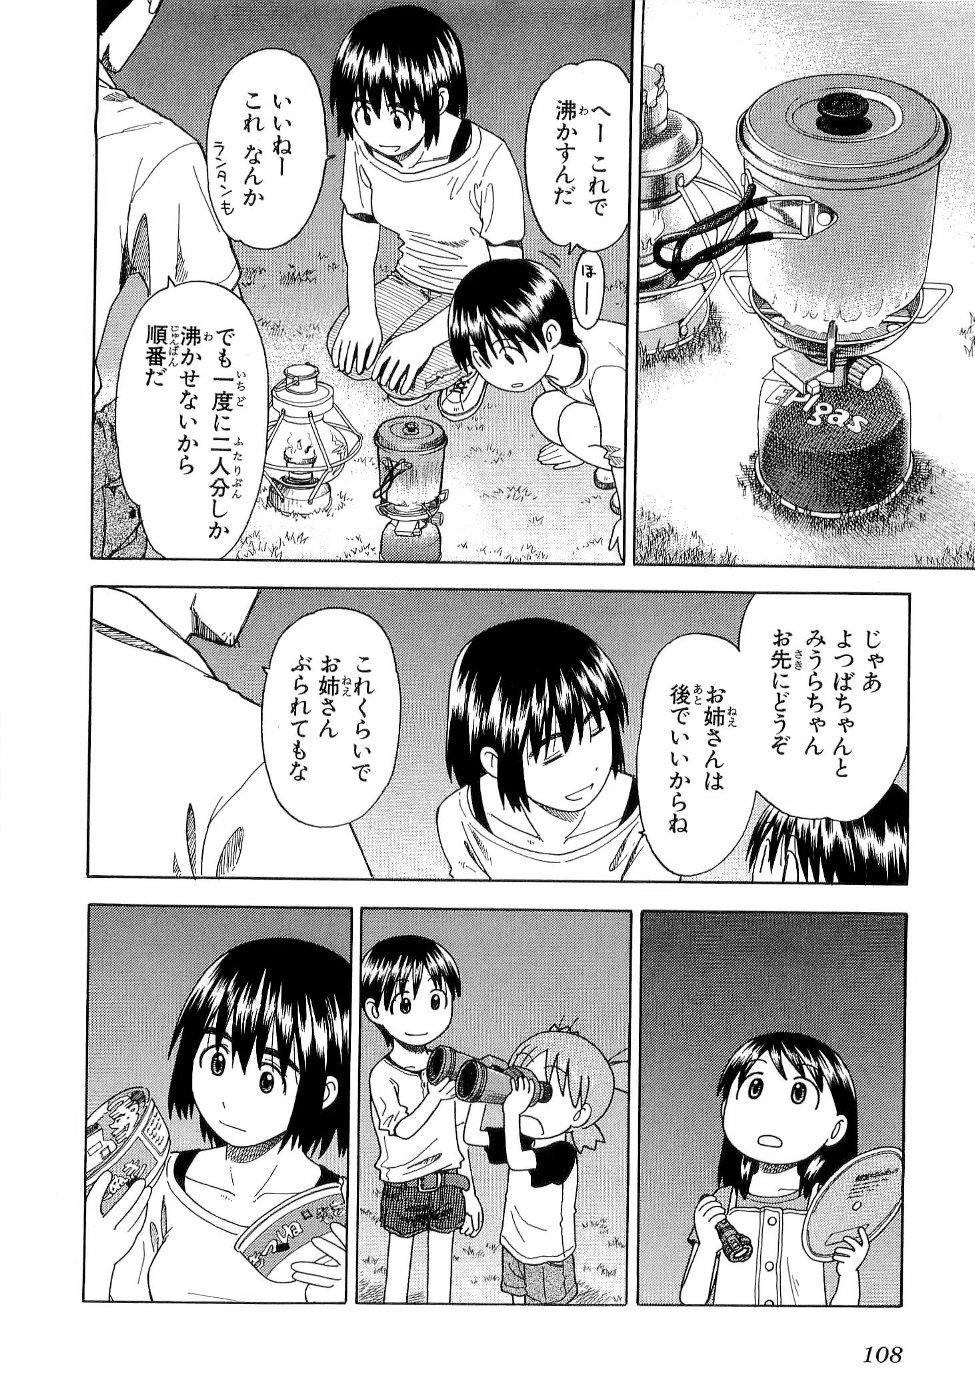 EPIgas
へー これで
沸かすんだ
ほー
いいねー
これ なんか
ランタンも
でも一度に二人分しか
沸かせないから
順番だ
じゃあ
よつばちゃんと
みうらちゃん
お先にどうぞ
お姉さんは
後でいいからね
これくらいで
お姉さん
ぶられてもな
108